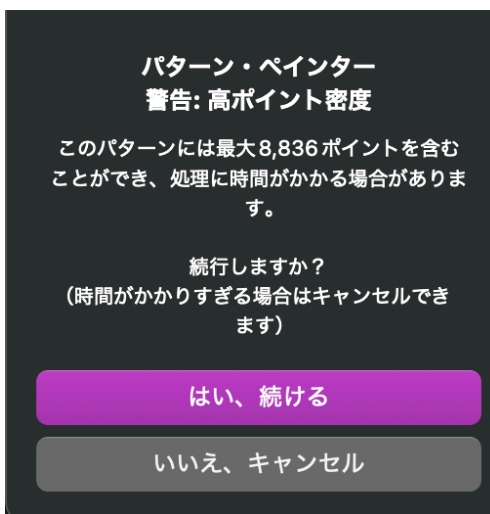 パターン・ペインター
警告: 高ポイント密度
このパターンには最大8,836ポイントを含む
ことができ、処理に時間がかかる場合がありま
す。
続行しますか？
（時間がかかりすぎる場合はキャンセルでき
ます）
はい、続ける
いいえ、キャンセル